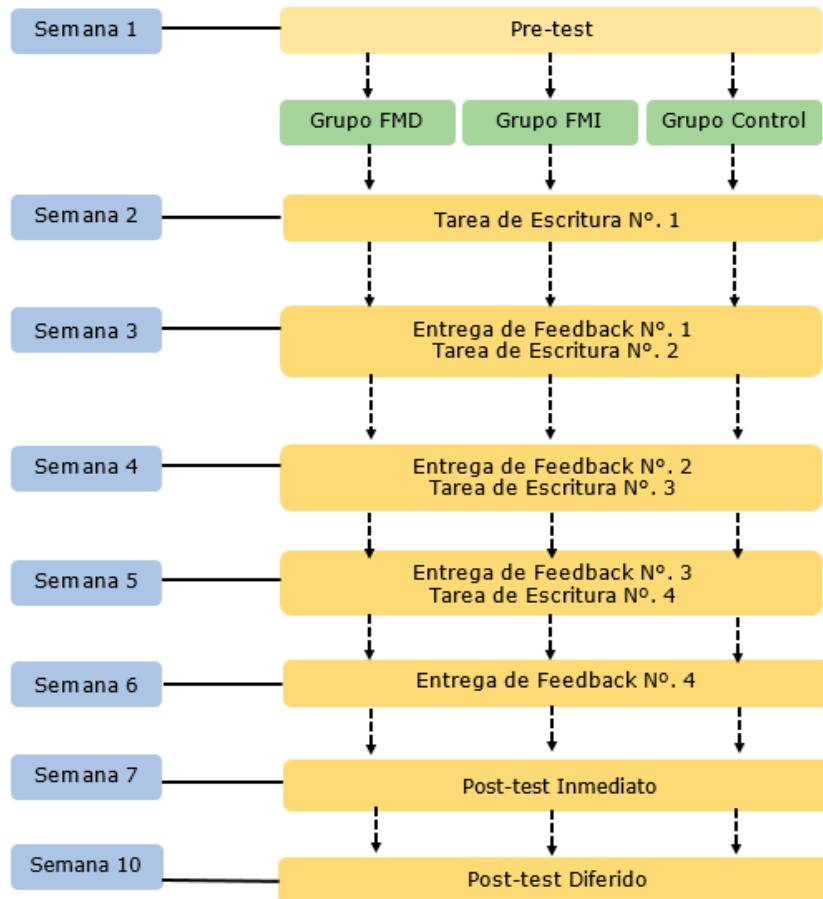 Semana 1
Pre-test
Grupo FMD
Grupo FMI
Grupo Control
Semana 2
Tarea de Escritura Nº. 1
Semana 3
Entrega de Feedback Nº. 1
Tarea de Escritura Nº. 2
Semana 4
Entrega de Feedback Nº. 2
Tarea de Escritura Nº. 3
Semana 5
Entrega de Feedback Nº. 3
Tarea de Escritura Nº. 4
Semana 6
Entrega de Feedback Nº. 4
Semana 7
Post-test Inmediato
Semana 10
Post-test Diferido